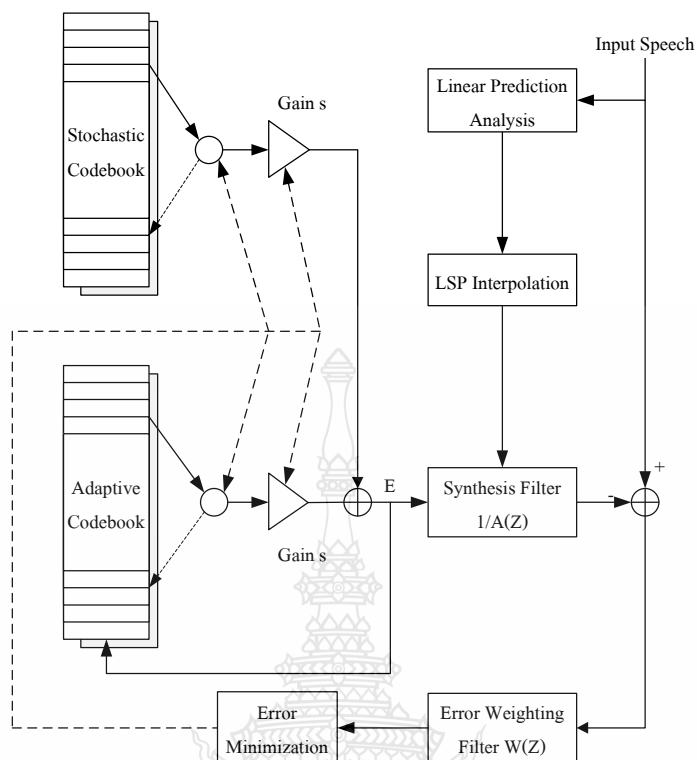 Input Speech
Linear Prediction
Analysis
Gain s
Stochastic
Codebook
LSP Interpolation
+
Adaptive
Codebook
E
Synthesis Filter
1/A(Z)
-
Gain s
Error
Minimization
Error Weighting
Filter W(Z)